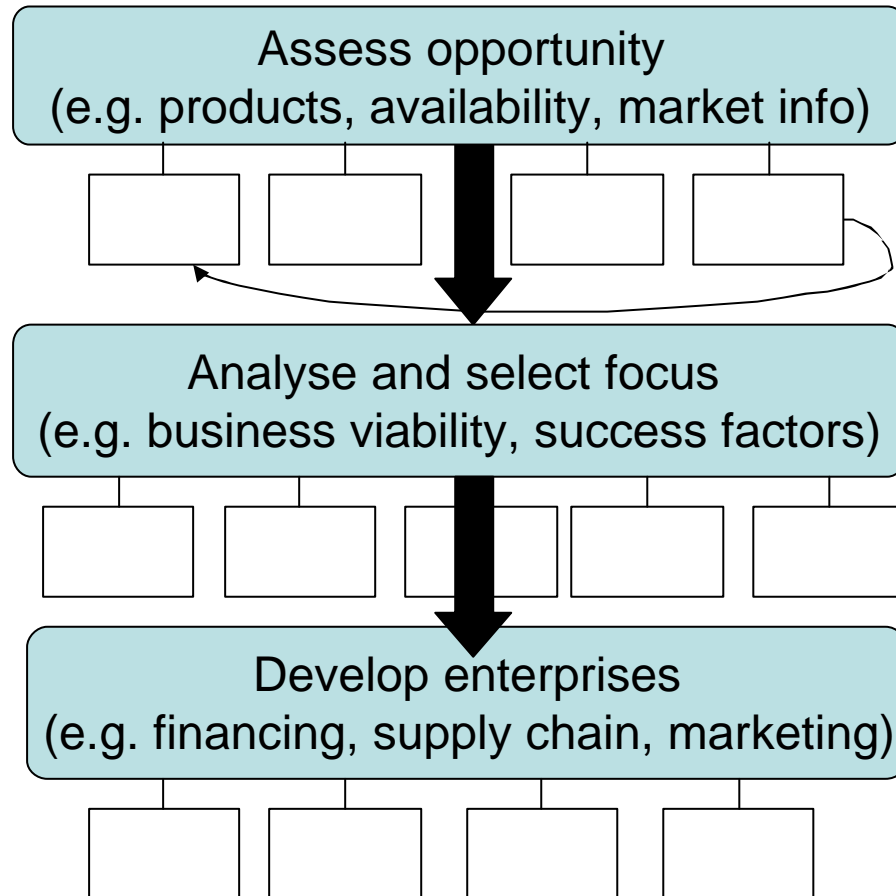 Assess opportunity
(e.g. products, availability, market info)
Analyse and select focus
(e.g. business viability, success factors)
Develop enterprises
(e.g. financing, supply chain, marketing)